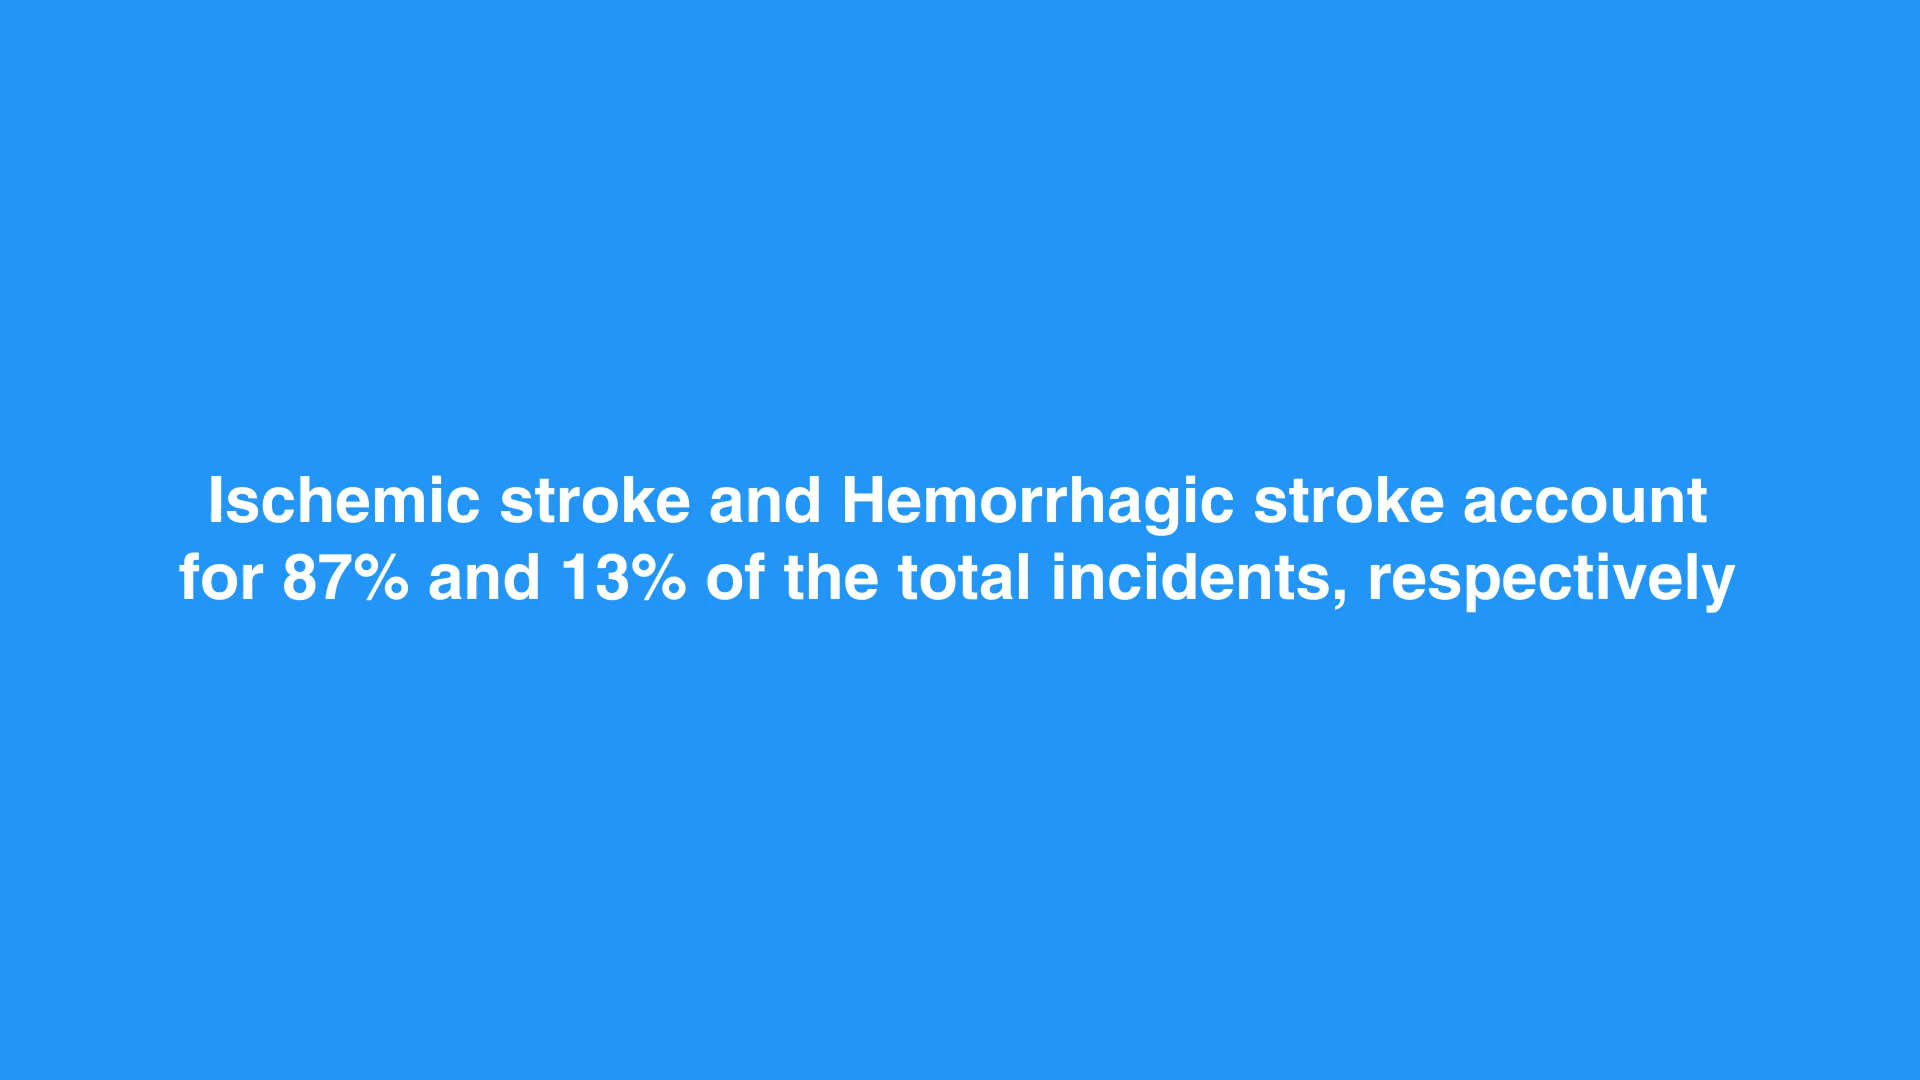 Ischemic stroke and Hemorrhagic stroke account
for 87% and 13% of the total incidents, respectively